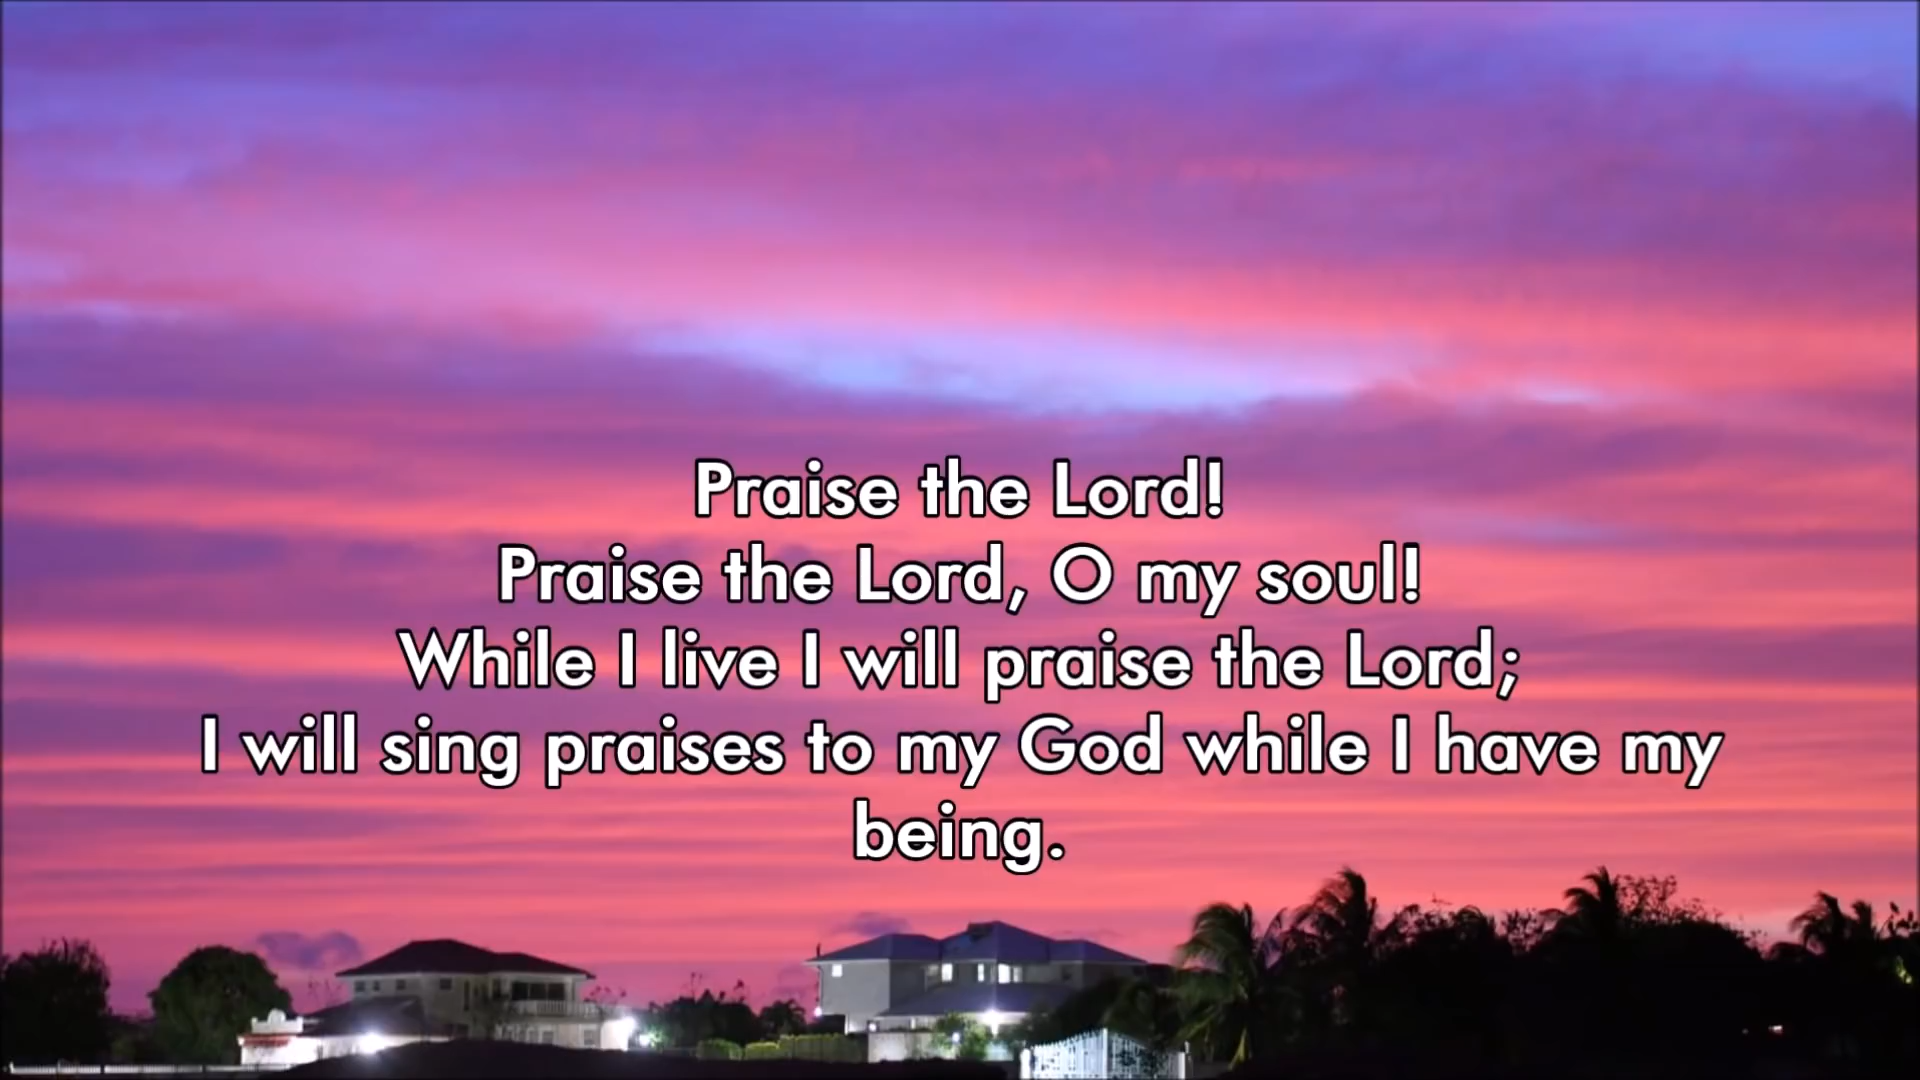 Praise the Lord!
Praise the Lord, O my soul!
While I live I will praise the Lord;
I will sing praises to my God while I have my
being.